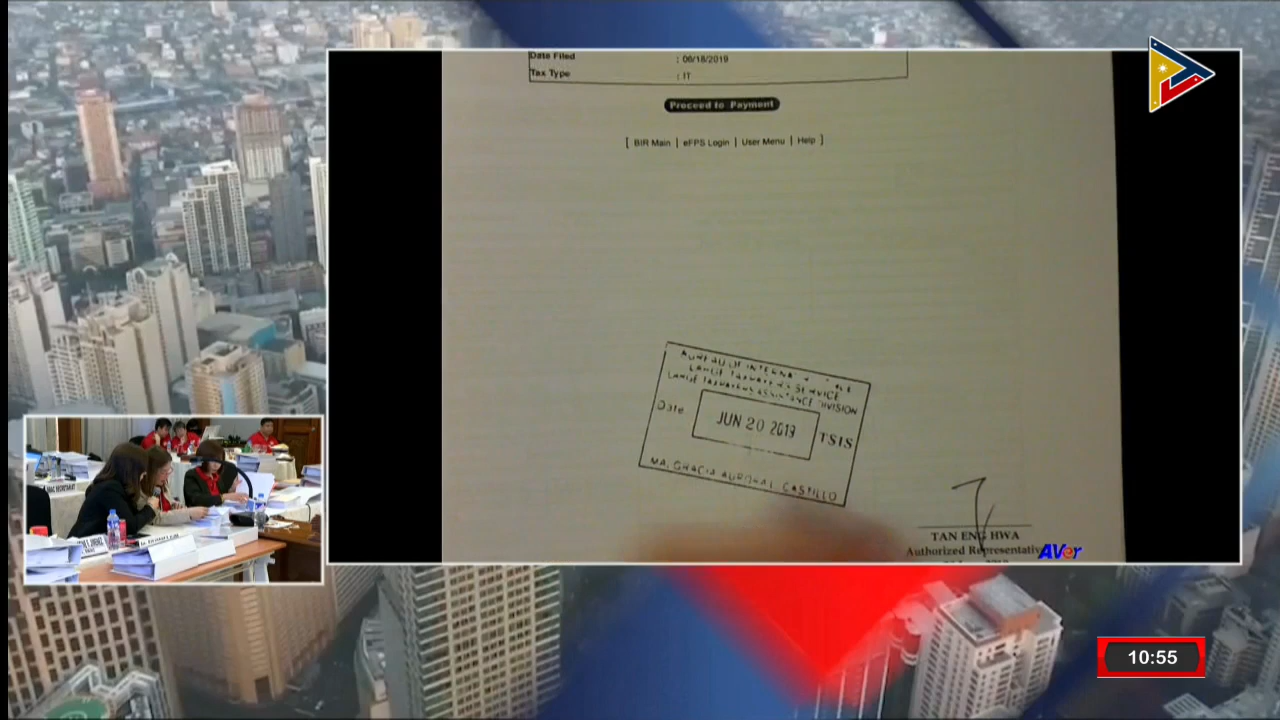 Date Filed : 06/18/2019
Tax Type : IT
Proceed to Payment
[ BIR Main | eFPS Login | User Menu | Help ]
BUREAU OF INTERNAL
LARGE TAXPAYERS SERVICE
LARGE TAXPAYERS ASSISTANCE DIVISION
Date JUN 20 2019 TSIS
MA. GRACIA CASTILLO
TAN ENG HWA
Authorized Representative
AVer
10:55